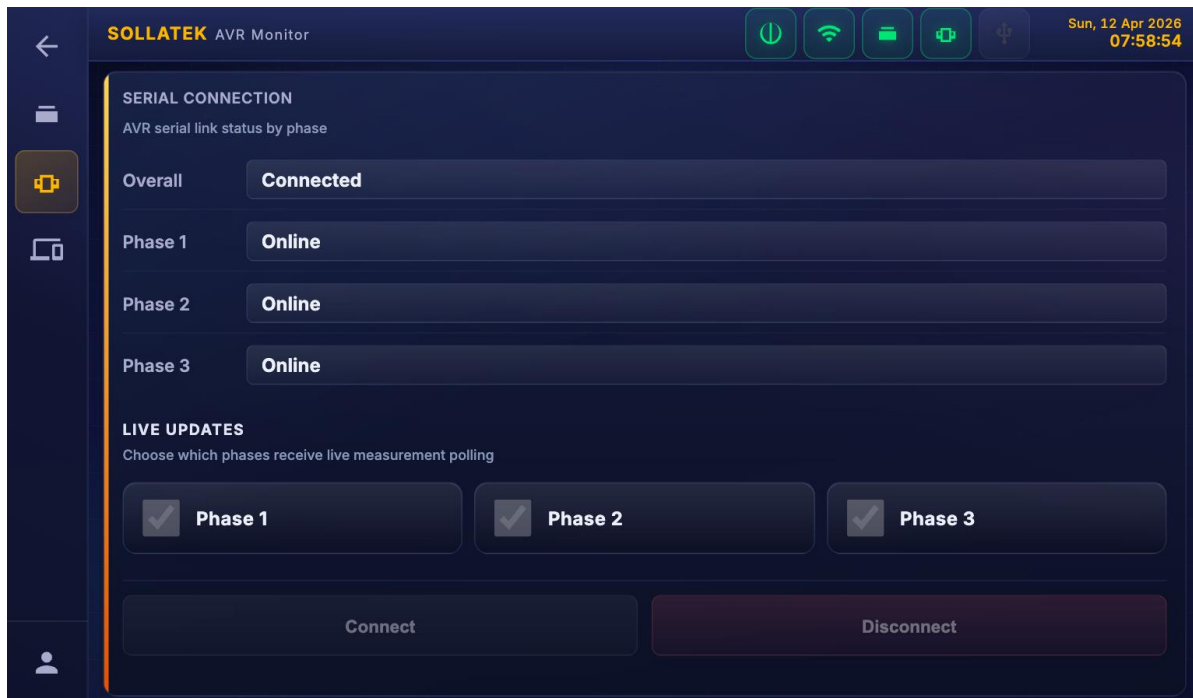 SOLLATEK AVR Monitor
Sun, 12 Apr 2026
07:58:54
SERIAL CONNECTION
AVR serial link status by phase
Overall Connected
Phase 1 Online
Phase 2 Online
Phase 3 Online
LIVE UPDATES
Choose which phases receive live measurement polling
Phase 1 Phase 2 Phase 3
Connect Disconnect